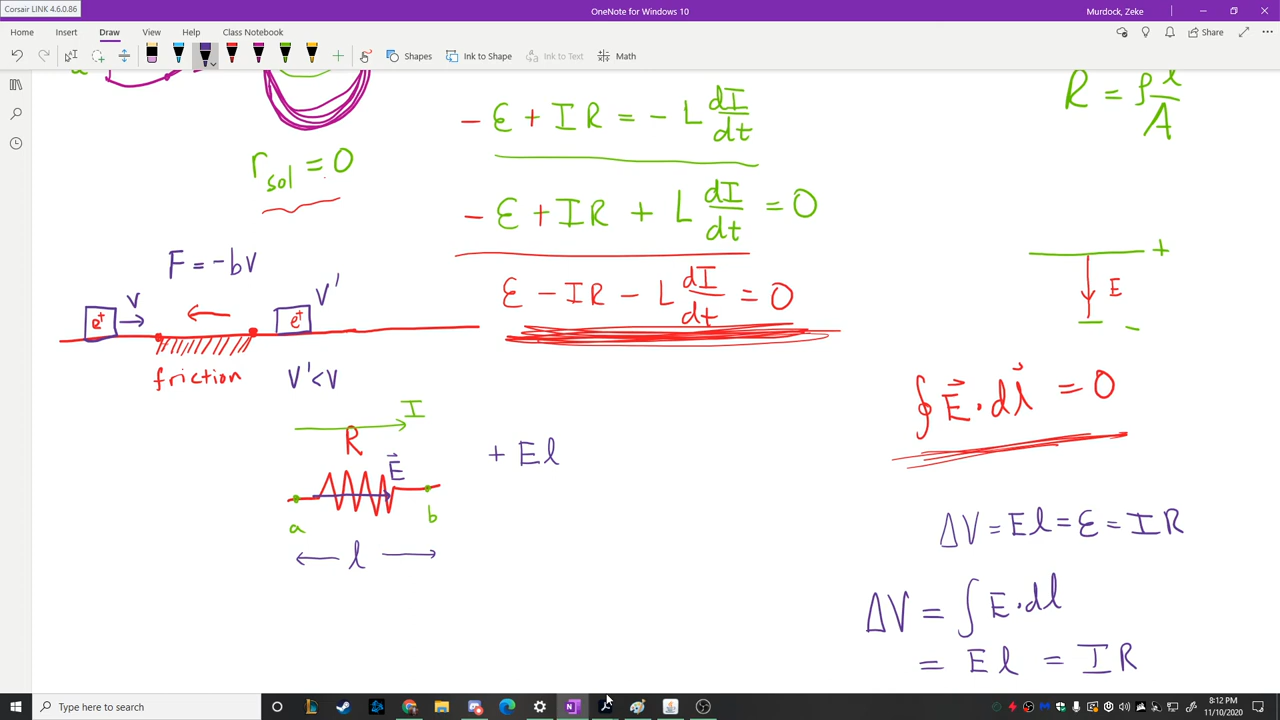 Corsair LINK 4.6.0.86
OneNote for Windows 10
Murdock, Zeke
Home Insert Draw View Help Class Notebook
Share
Shapes Ink to Shape Ink to Text Math
- ε + IR = - L dI/dt
R = ρ l/A
r_sol = 0
- ε + IR + L dI/dt = 0
F = -bv
+
ε - IR - L dI/dt = 0
E
-
e+ v
e+ v'
friction
v' < v
∮ E⃗ · dl⃗ = 0
I
R
E⃗
+ El
a
b
l
ΔV = El = ε = IR
ΔV = ∫ E · dl
= El = IR
Type here to search
8:12 PM
11/10/2020